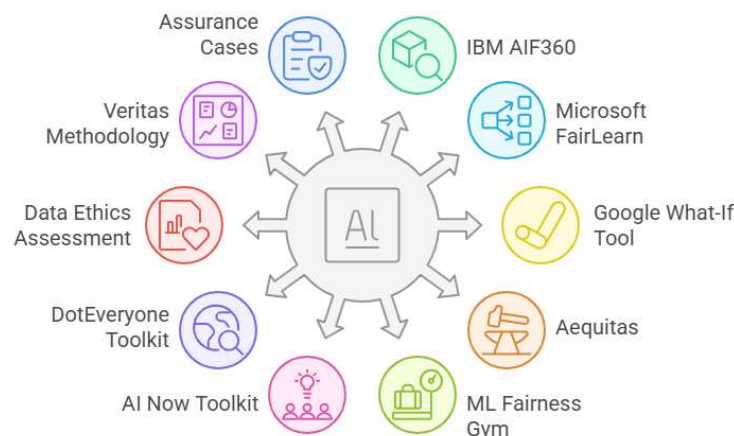 Assurance
Cases
IBM AIF360
Veritas
Methodology
Microsoft
FairLearn
Data Ethics
Assessment
AI
Google What-If
Tool
DotEveryone
Toolkit
Aequitas
AI Now Toolkit
ML Fairness
Gym